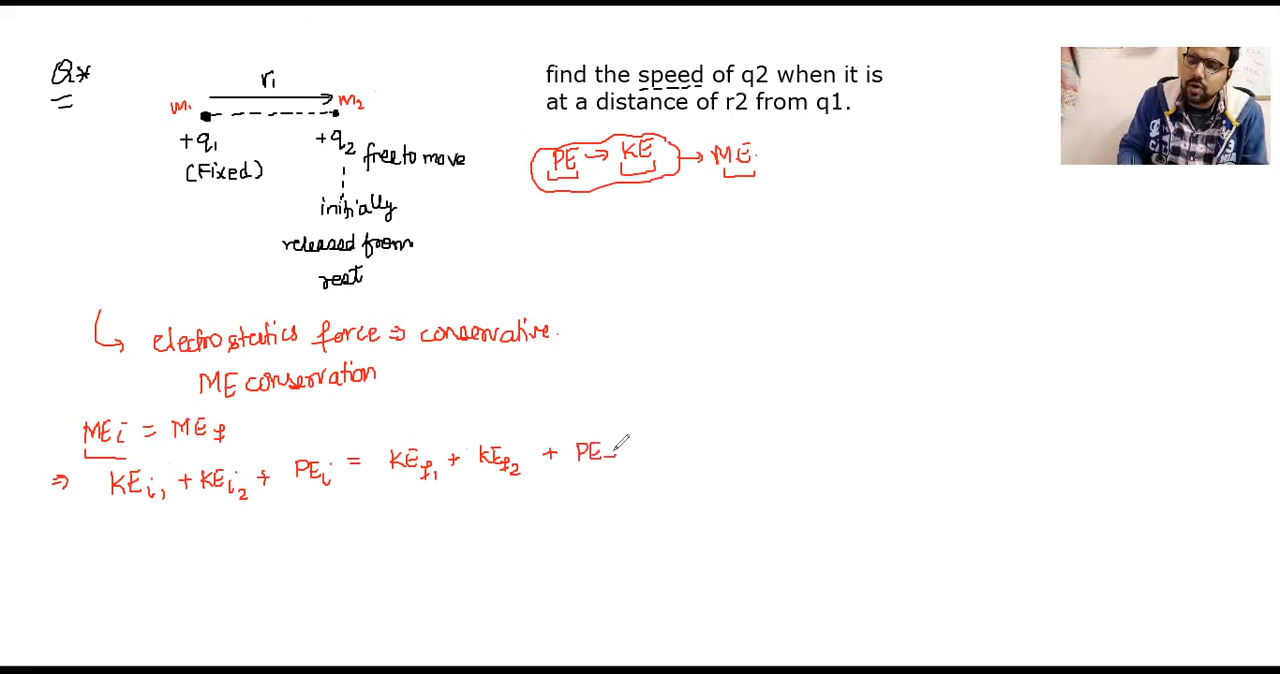 Q*
r₁
m₁ m₂
+q₁ +q₂ free to move
(Fixed)
initially
released from
rest
find the speed of q2 when it is
at a distance of r2 from q1.
PE → KE → ME.
↳ electrostatics force ⇒ conservative.
ME conservation
MEi = MEf
⇒ KEi₁ + KEi₂ + PEi = KEf₁ + KEf₂ + PE